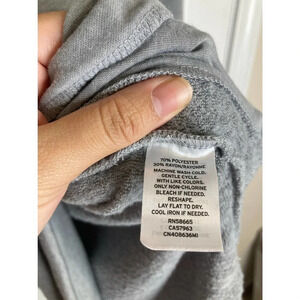 70% POLYESTER
30% RAYON/RAYONNE
MACHINE WASH COLD,
GENTLE CYCLE,
WITH LIKE COLORS.
ONLY NON-CHLORINE
BLEACH IF NEEDED.
RESHAPE.
LAY FLAT TO DRY.
COOL IRON IF NEEDED.
RN58665
CA57963
CN408636MI